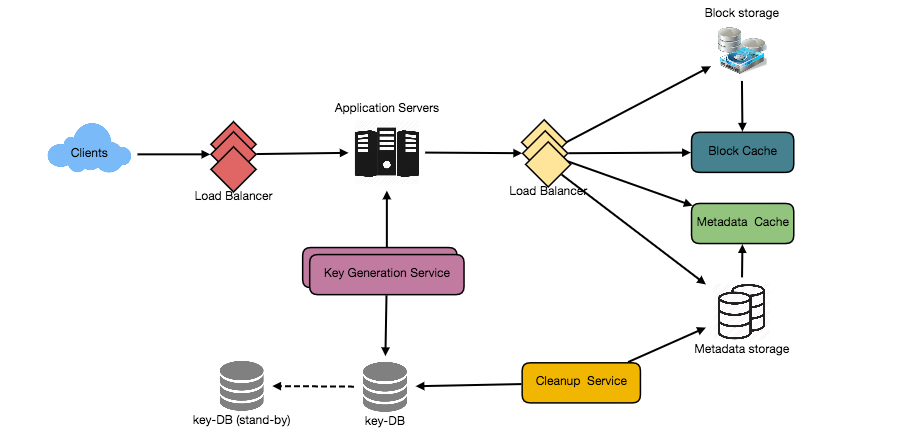 Block storage
Application Servers
Clients
Block Cache
Load Balancer
Load Balancer
Metadata Cache
Key Generation Service
Metadata storage
Cleanup Service
key-DB (stand-by)
key-DB